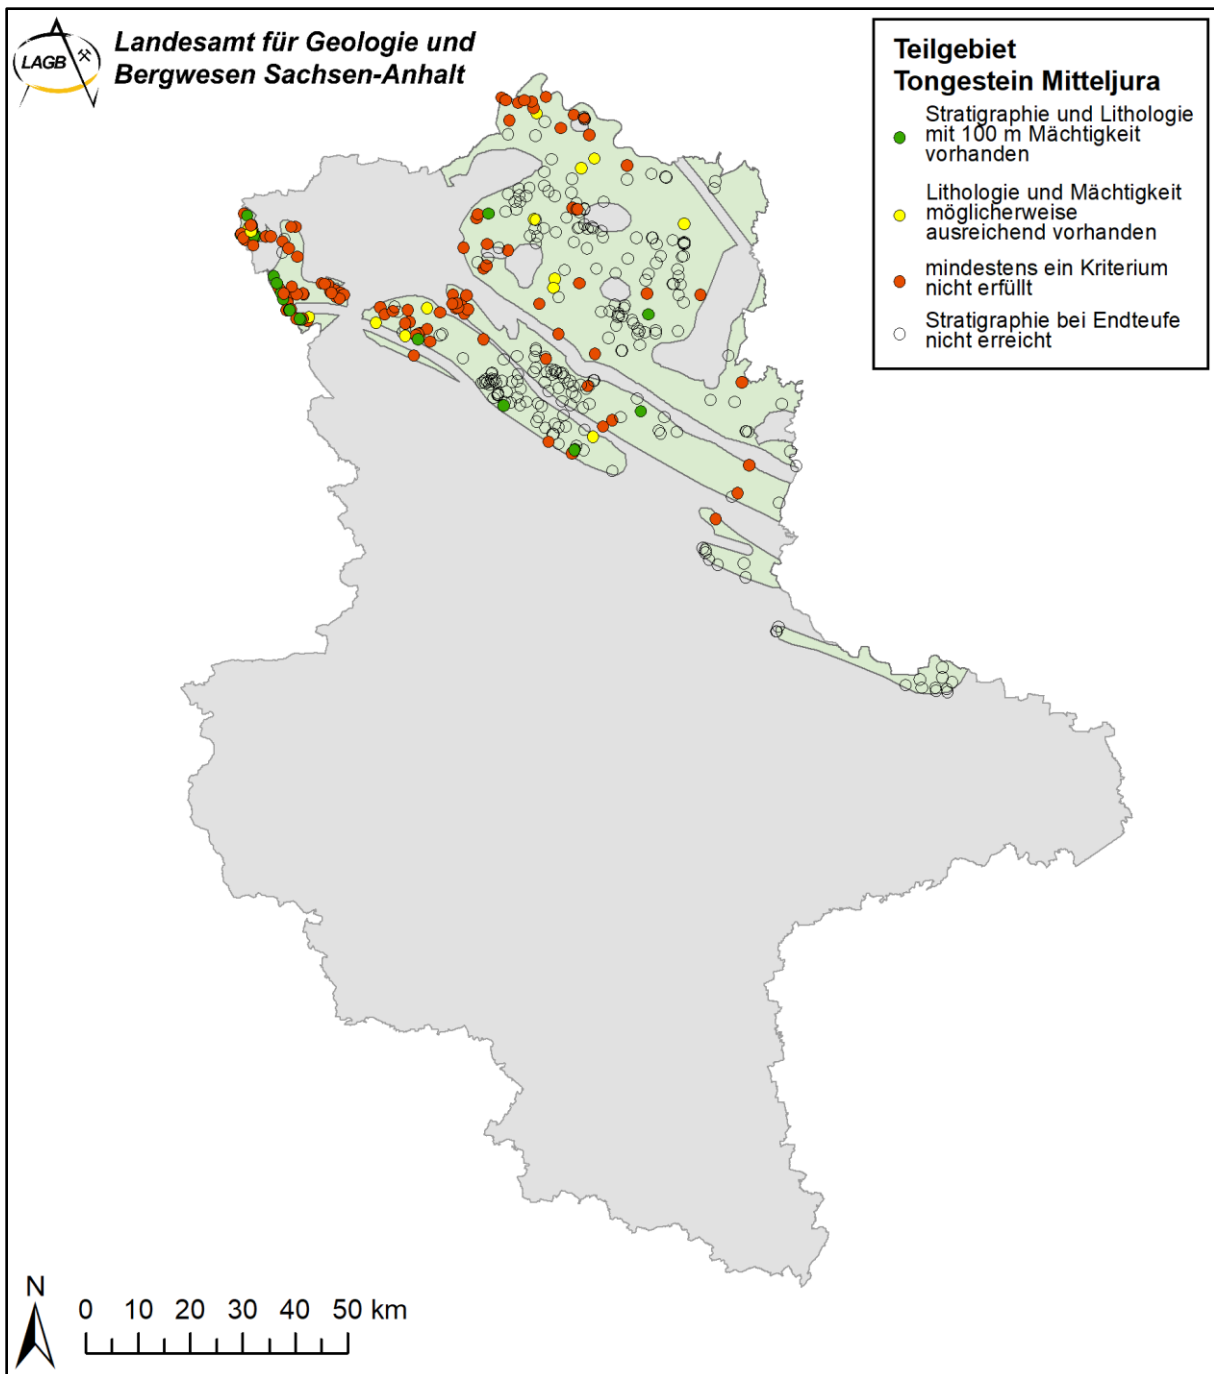 LAGB
Landesamt für Geologie und
Bergwesen Sachsen-Anhalt
Teilgebiet
Tongestein Mitteljura
Stratigraphie und Lithologie
mit 100 m Mächtigkeit
vorhanden
Lithologie und Mächtigkeit
möglicherweise
ausreichend vorhanden
mindestens ein Kriterium
nicht erfüllt
Stratigraphie bei Endteufe
nicht erreicht
N
0 10 20 30 40 50 km